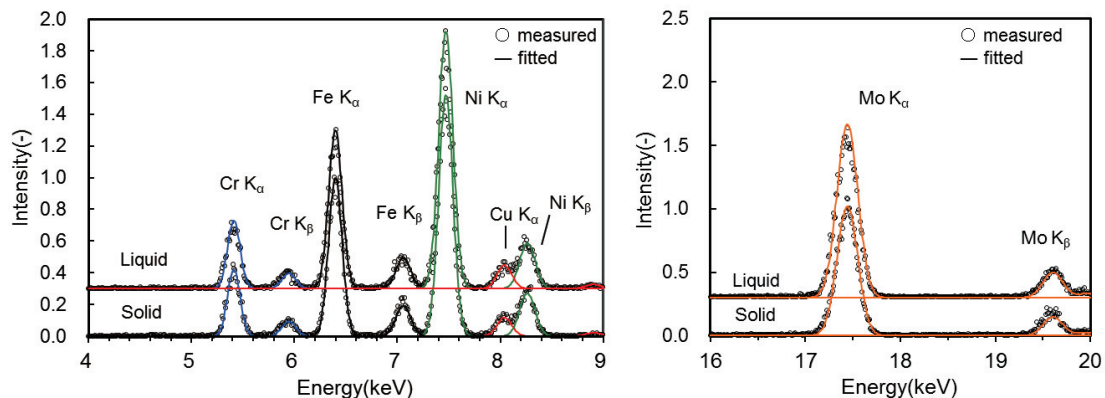 2.0
1.8
1.6
1.4
1.2
1.0
0.8
0.6
0.4
0.2
0.0
Intensity(-)
measured
fitted
Cr Kα
Cr Kβ
Fe Kα
Fe Kβ
Ni Kα
Cu Kα
Ni Kβ
Liquid
Solid
4 5 6 7 8 9
Energy(keV)
2.5
2.0
1.5
1.0
0.5
0.0
Intensity(-)
measured
fitted
Mo Kα
Mo Kβ
Liquid
Solid
16 17 18 19 20
Energy(keV)